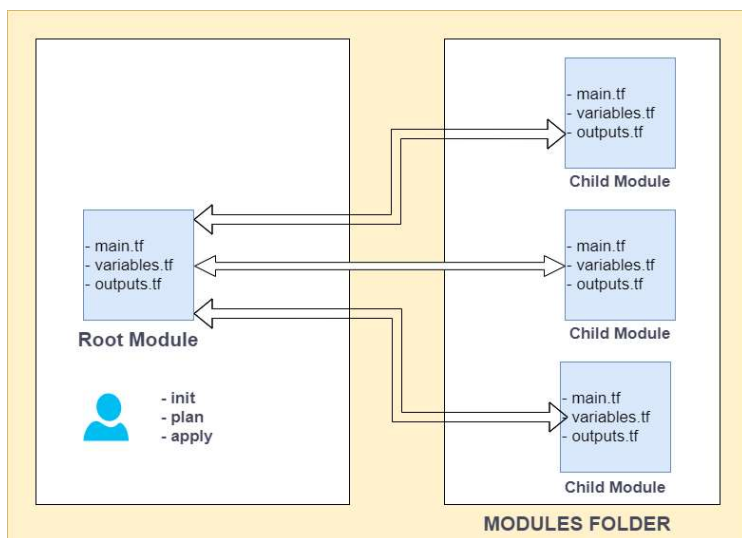 - main.tf
- variables.tf
- outputs.tf
Root Module
- init
- plan
- apply
- main.tf
- variables.tf
- outputs.tf
Child Module
- main.tf
- variables.tf
- outputs.tf
Child Module
- main.tf
- variables.tf
- outputs.tf
Child Module
MODULES FOLDER